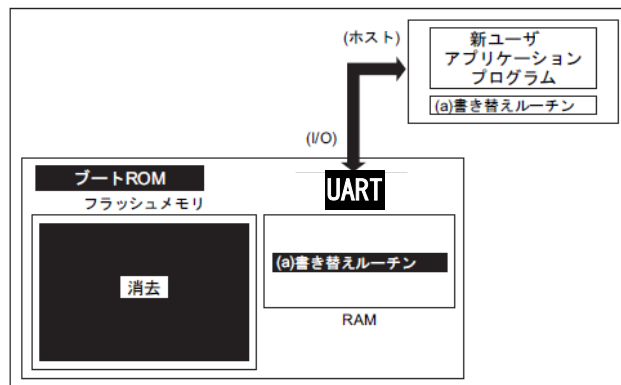 (ホスト)
新ユーザ
アプリケーション
プログラム
(a)書き替えルーチン
(I/O)
ブートROM
UART
フラッシュメモリ
(a)書き替えルーチン
消去
RAM